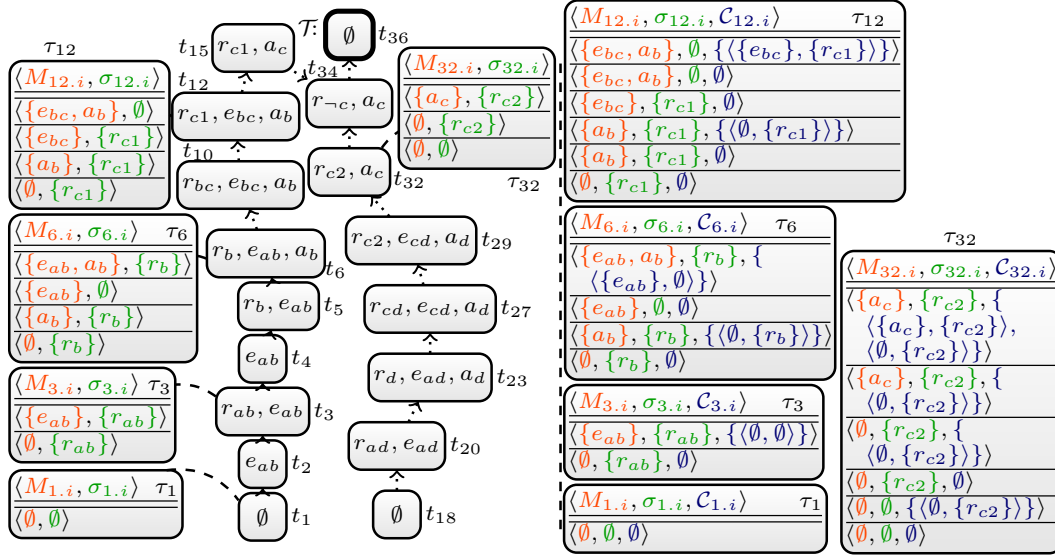 τ12
⟨M12.i, σ12.i⟩
⟨{ebc, ab}, ∅⟩
⟨{ebc}, {rc1}⟩
⟨{ab}, {rc1}⟩
⟨∅, {rc1}⟩
⟨M6.i, σ6.i⟩ τ6
⟨{eab, ab}, {rb}⟩
⟨{eab}, ∅⟩
⟨{ab}, {rb}⟩
⟨∅, {rb}⟩
⟨M3.i, σ3.i⟩ τ3
⟨{eab}, {rab}⟩
⟨∅, {rab}⟩
⟨M1.i, σ1.i⟩ τ1
⟨∅, ∅⟩
T: ∅ t36
t15 rc1, ac
t34 r¬c, ac
t12 rc1, ebc, ab
t10 rbc, ebc, ab
rc2, ac t32
rb, eab, ab t6
rc2, ecd, ad t29
rb, eab t5
rcd, ecd, ad t27
eab t4
rd, ead, ad t23
rab, eab t3
rad, ead t20
eab t2
∅ t1
∅ t18
⟨M32.i, σ32.i⟩
⟨{ac}, {rc2}⟩
⟨∅, {rc2}⟩
⟨∅, ∅⟩
τ32
⟨M12.i, σ12.i, C12.i⟩ τ12
⟨{ebc, ab}, ∅, {⟨{ebc}, {rc1}⟩}⟩
⟨{ebc, ab}, ∅, ∅⟩
⟨{ebc}, {rc1}, ∅⟩
⟨{ab}, {rc1}, {⟨∅, {rc1}⟩}⟩
⟨{ab}, {rc1}, ∅⟩
⟨∅, {rc1}, ∅⟩
⟨M6.i, σ6.i, C6.i⟩ τ6
⟨{eab, ab}, {rb}, {
⟨{eab}, ∅⟩}⟩
⟨{eab}, ∅, ∅⟩
⟨{ab}, {rb}, {⟨∅, {rb}⟩}⟩
⟨∅, {rb}, ∅⟩
⟨M3.i, σ3.i, C3.i⟩ τ3
⟨{eab}, {rab}, {⟨∅, ∅⟩}⟩
⟨∅, {rab}, ∅⟩
⟨M1.i, σ1.i, C1.i⟩ τ1
⟨∅, ∅, ∅⟩
τ32
⟨M32.i, σ32.i, C32.i⟩
⟨{ac}, {rc2}, {
⟨{ac}, {rc2}⟩,
⟨∅, {rc2}⟩}⟩
⟨{ac}, {rc2}, {
⟨∅, {rc2}⟩}⟩
⟨∅, {rc2}, {
⟨∅, {rc2}⟩}⟩
⟨∅, {rc2}, ∅⟩
⟨∅, ∅, {⟨∅, {rc2}⟩}⟩
⟨∅, ∅, ∅⟩